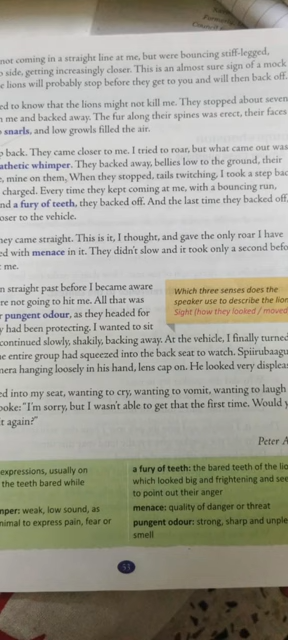 not coming in a straight line at me, but were bouncing stiff-legged,
side, getting increasingly closer. This is an almost sure sign of a mock
e lions will probably stop before they get to you and will then back off.
ed to know that the lions might not kill me. They stopped about seven
me and backed away. The fur along their spines was erect, their faces
snarls, and low growls filled the air.
back. They came closer to me. I tried to roar, but what came out was
athetic whimper. They backed away, bellies low to the ground, their
, mine on them, When they stopped, tails twitching, I took a step bac
charged. Every time they kept coming at me, with a bouncing run,
nd a fury of teeth, they backed off. And the last time they backed off,
oser to the vehicle.
hey came straight. This is it, I thought, and gave the only roar I have
ed with menace in it. They didn't slow and it took only a second befo
me.
n straight past before I became aware
re not going to hit me. All that was
r pungent odour, as they headed for
y had been protecting. I wanted to sit
continued slowly, shakily, backing away. At the vehicle, I finally turned
he entire group had squeezed into the back seat to watch. Spiirubaagu
mera hanging loosely in his hand, lens cap on. He looked very displeas
Which three senses does the
speaker use to describe the lion
Sight (how they looked / moved
ed into my seat, wanting to cry, wanting to vomit, wanting to laugh
poke: "I'm sorry, but I wasn't able to get that the first time. Would y
it again?"
Peter A
expressions, usually on
the teeth bared while
mper: weak, low sound, as
nimal to express pain, fear or
a fury of teeth: the bared teeth of the lio
which looked big and frightening and see
to point out their anger
menace: quality of danger or threat
pungent odour: strong, sharp and unple
smell